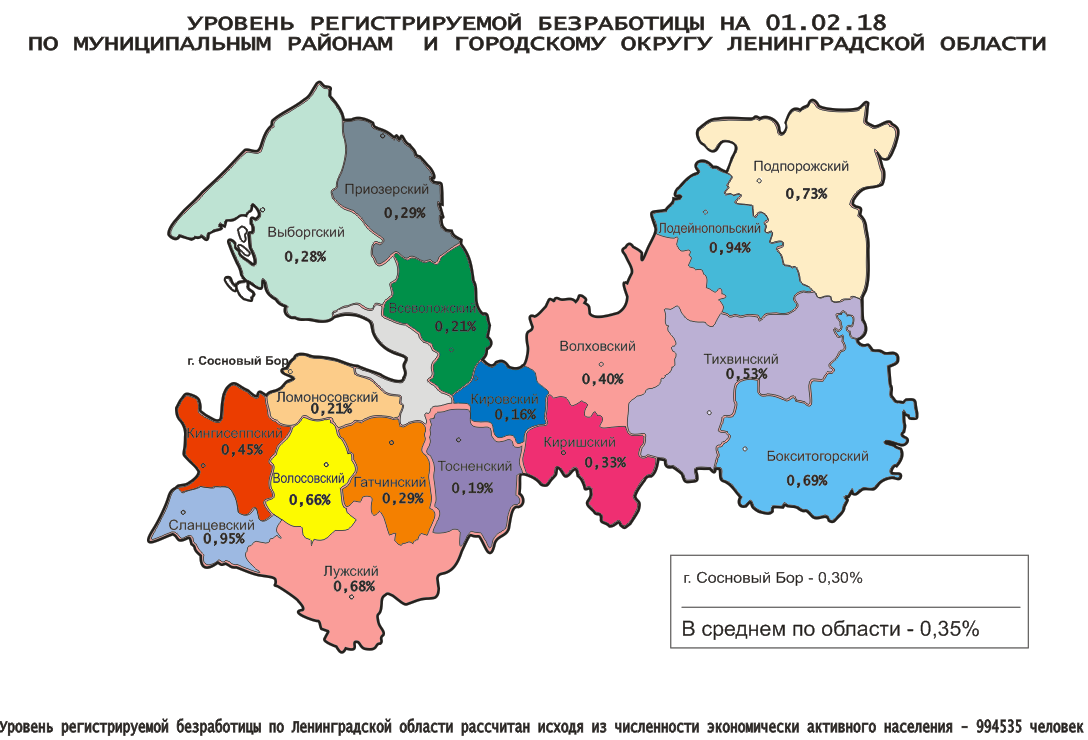 УРОВЕНЬ РЕГИСТРИРУЕМОЙ БЕЗРАБОТИЦЫ НА 01.02.18
ПО МУНИЦИПАЛЬНЫМ РАЙОНАМ И ГОРОДСКОМУ ОКРУГУ ЛЕНИНГРАДСКОЙ ОБЛАСТИ
Подпорожский
0,73%
Приозерский
0,29%
Выборгский
0,28%
Лодейнопольский
0,94%
Всеволожский
0,21%
Волховский
0,40%
Тихвинский
0,53%
г. Сосновый Бор
Ломоносовский
0,21%
Кировский
0,16%
Кингисеппский
0,45%
Киришский
0,33%
Бокситогорский
0,69%
Волосовский
0,66%
Гатчинский
0,29%
Тосненский
0,19%
Сланцевский
0,95%
Лужский
0,68%
г. Сосновый Бор - 0,30%
В среднем по области - 0,35%
Уровень регистрируемой безработицы по Ленинградской области рассчитан исходя из численности экономически активного населения - 994535 человек